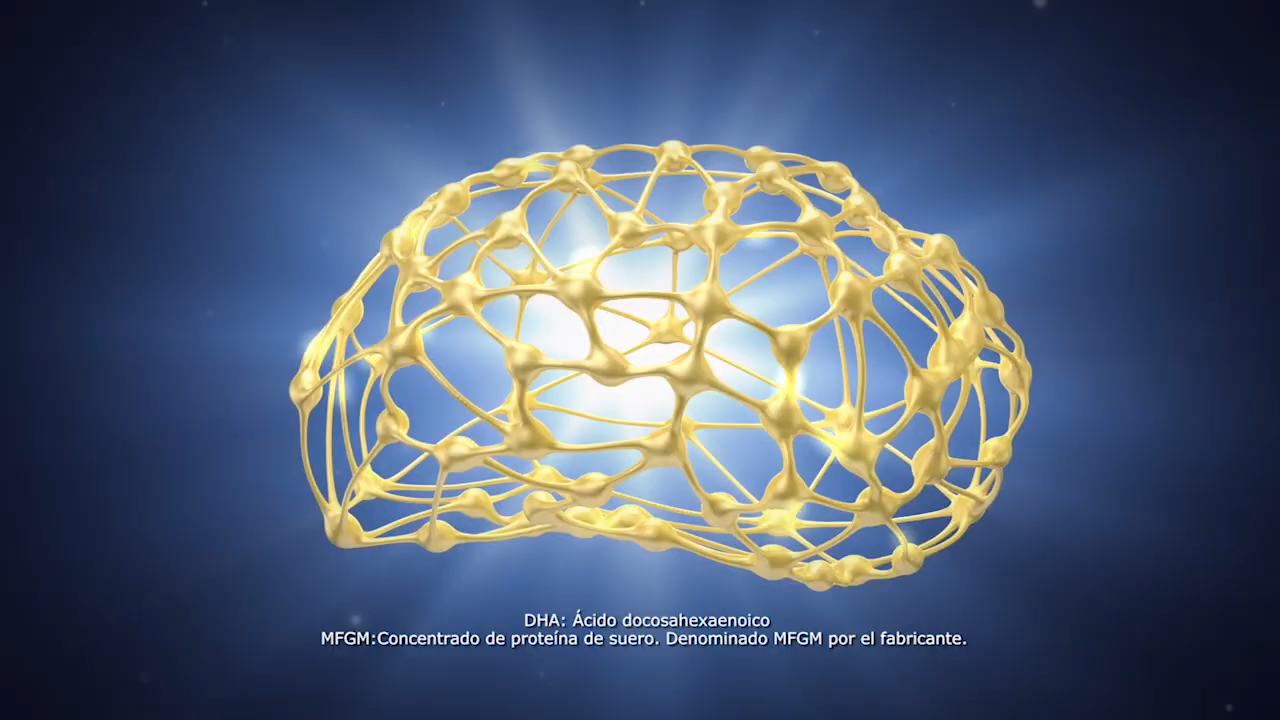 DHA: Ácido docosahexaenoico
MFGM:Concentrado de proteína de suero. Denominado MFGM por el fabricante.